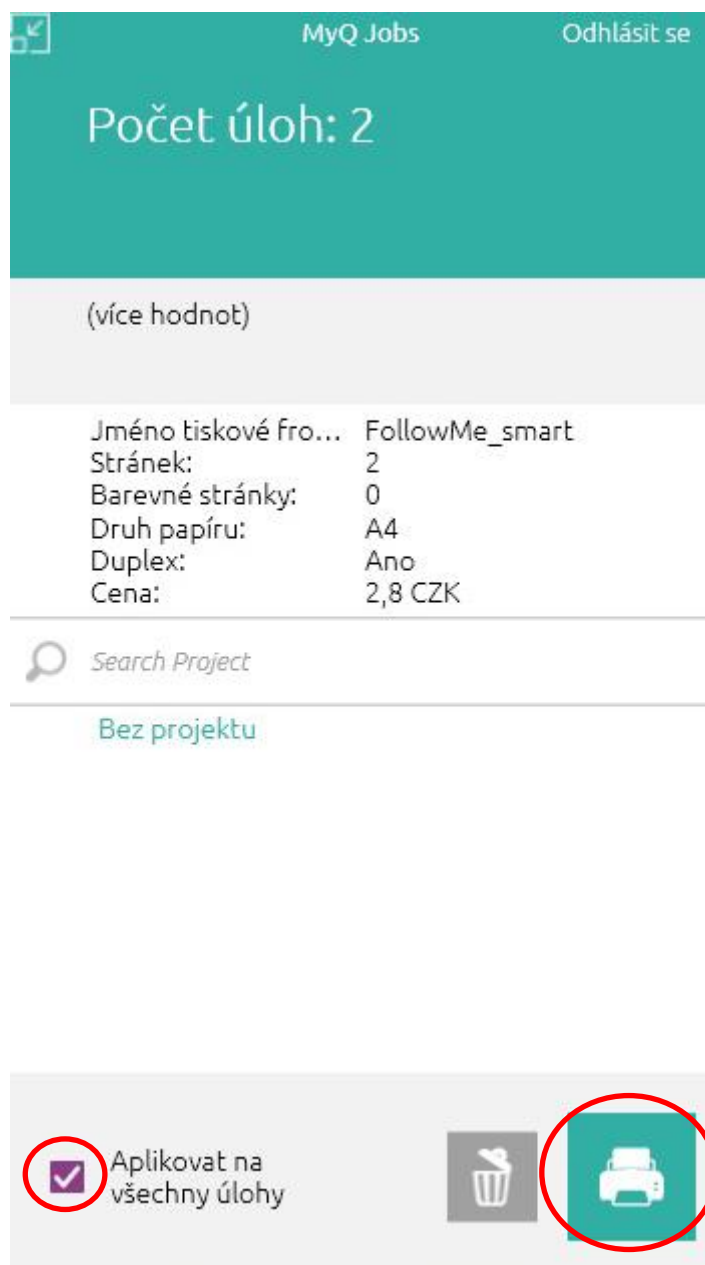 MyQ Jobs Odhlásit se
Počet úloh: 2
(více hodnot)
Jméno tiskové fro... FollowMe_smart
Stránek: 2
Barevné stránky: 0
Druh papíru: A4
Duplex: Ano
Cena: 2,8 CZK
Search Project
Bez projektu
Aplikovat na
všechny úlohy